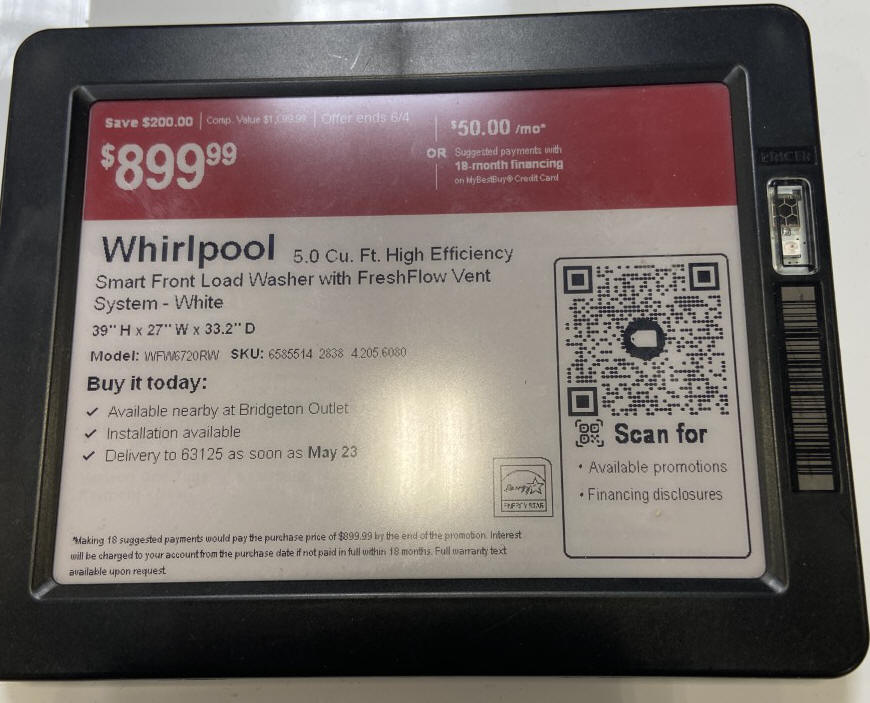 Save $200.00 | Comp. Value $1,099.99 | Offer ends 6/4
$899.99
$50.00 /mo*
OR Suggested payments with
18-month financing
on MyBestBuy® Credit Card
PRICER
Whirlpool 5.0 Cu. Ft. High Efficiency
Smart Front Load Washer with FreshFlow Vent
System - White
39" H x 27" W x 33.2" D
Model: WFW6720RW SKU: 6585514 2838 4.205.6080
Buy it today:
✓ Available nearby at Bridgeton Outlet
✓ Installation available
✓ Delivery to 63125 as soon as May 23
Scan for
• Available promotions
• Financing disclosures
energy
ENERGY STAR
*Making 18 suggested payments would pay the purchase price of $899.99 by the end of the promotion. Interest
will be charged to your account from the purchase date if not paid in full within 18 months. Full warranty text
available upon request